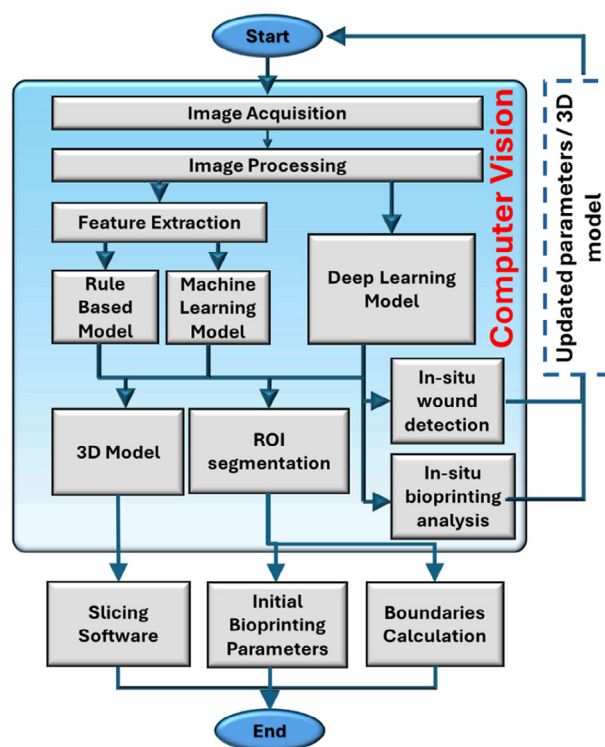 Start
Image Acquisition
Image Processing
Feature Extraction
Rule
Based
Model
Machine
Learning
Model
Deep Learning
Model
Computer Vision
Updated parameters / 3D
model
In-situ
wound
detection
3D Model
ROI
segmentation
In-situ
bioprinting
analysis
Slicing
Software
Initial
Bioprinting
Parameters
Boundaries
Calculation
End